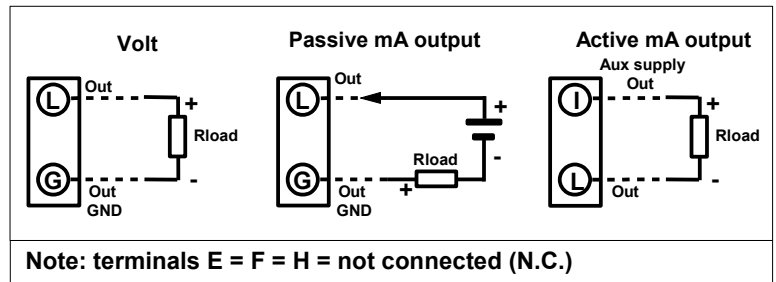 Volt
L
Out
+
Rload
-
G
Out
GND
Passive mA output
L
Out
+
-
Rload
+
G
Out
GND
Active mA output
Aux supply
Out
I
+
Rload
-
L
Out
Note: terminals E = F = H = not connected (N.C.)